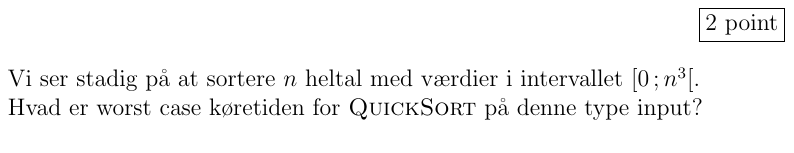 2 point
Vi ser stadig på at sortere n heltal med værdier i intervallet [0 ; n³[.
Hvad er worst case køretiden for QUICKSORT på denne type input?